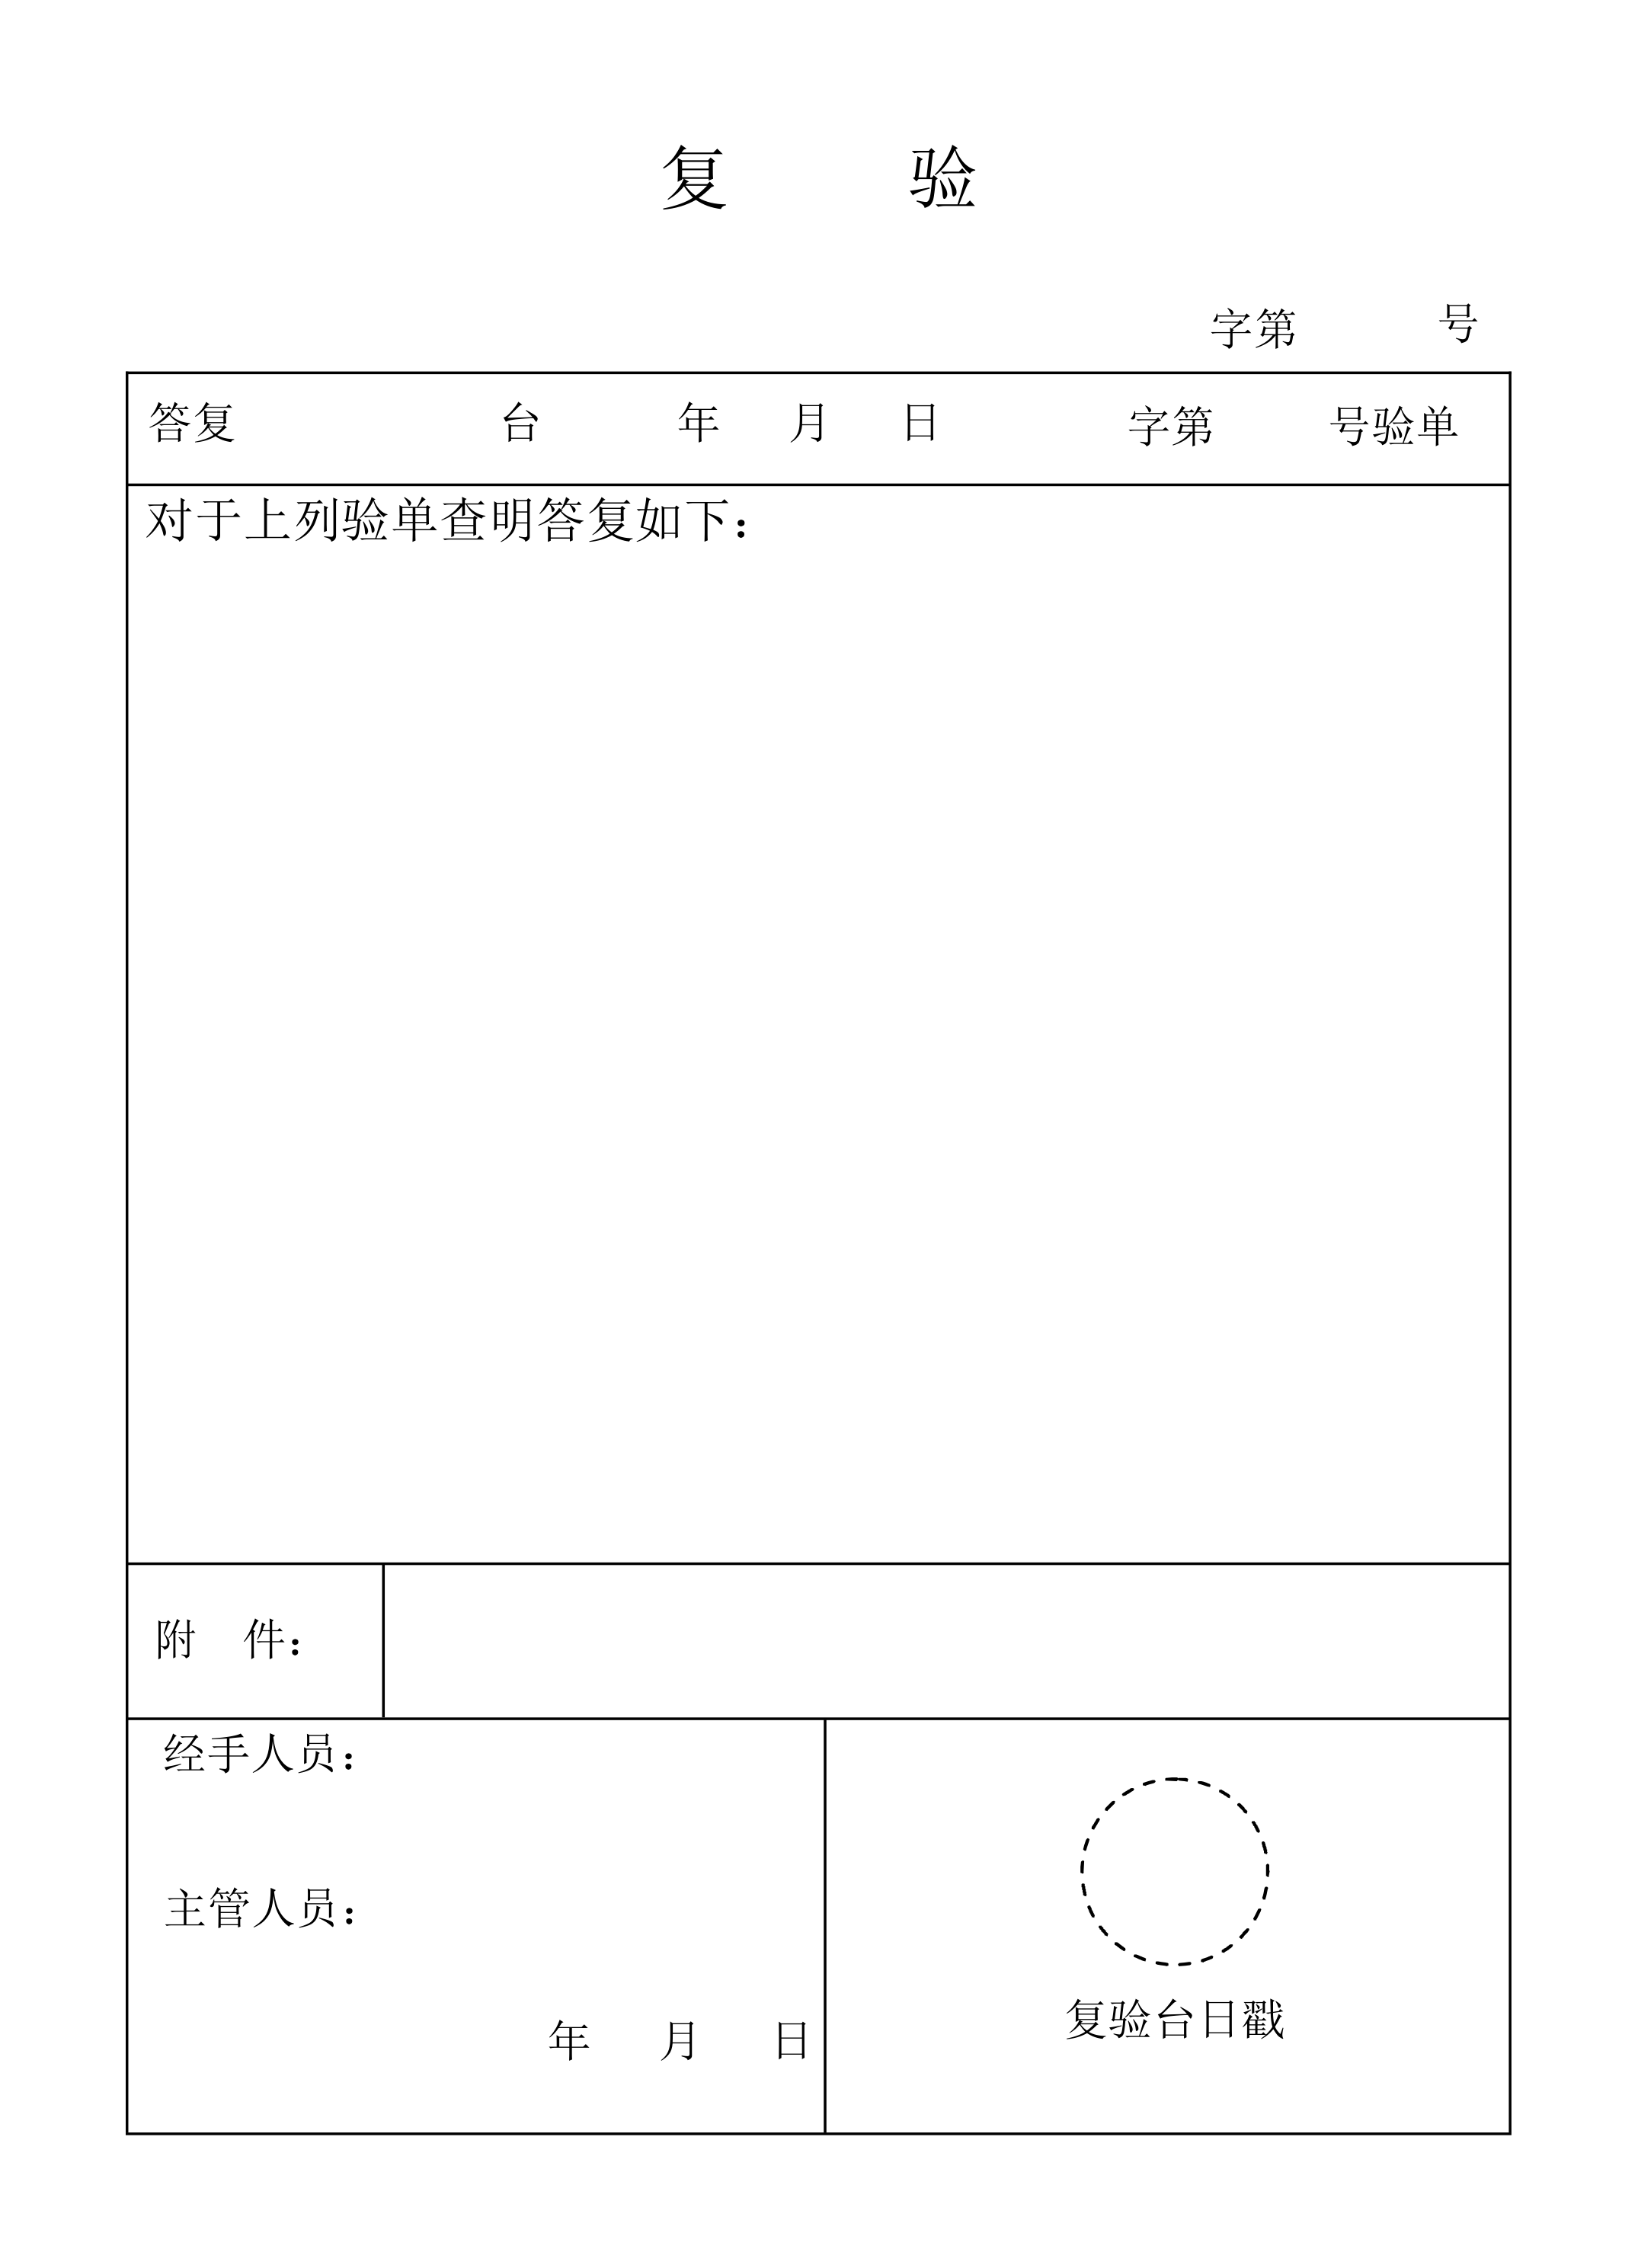 复 验
字第 号
答复 台 年 月 日 字第 号验单
对于上列验单查明答复如下：
附 件：
经手人员：
主管人员：
年 月 日
复验台日戳